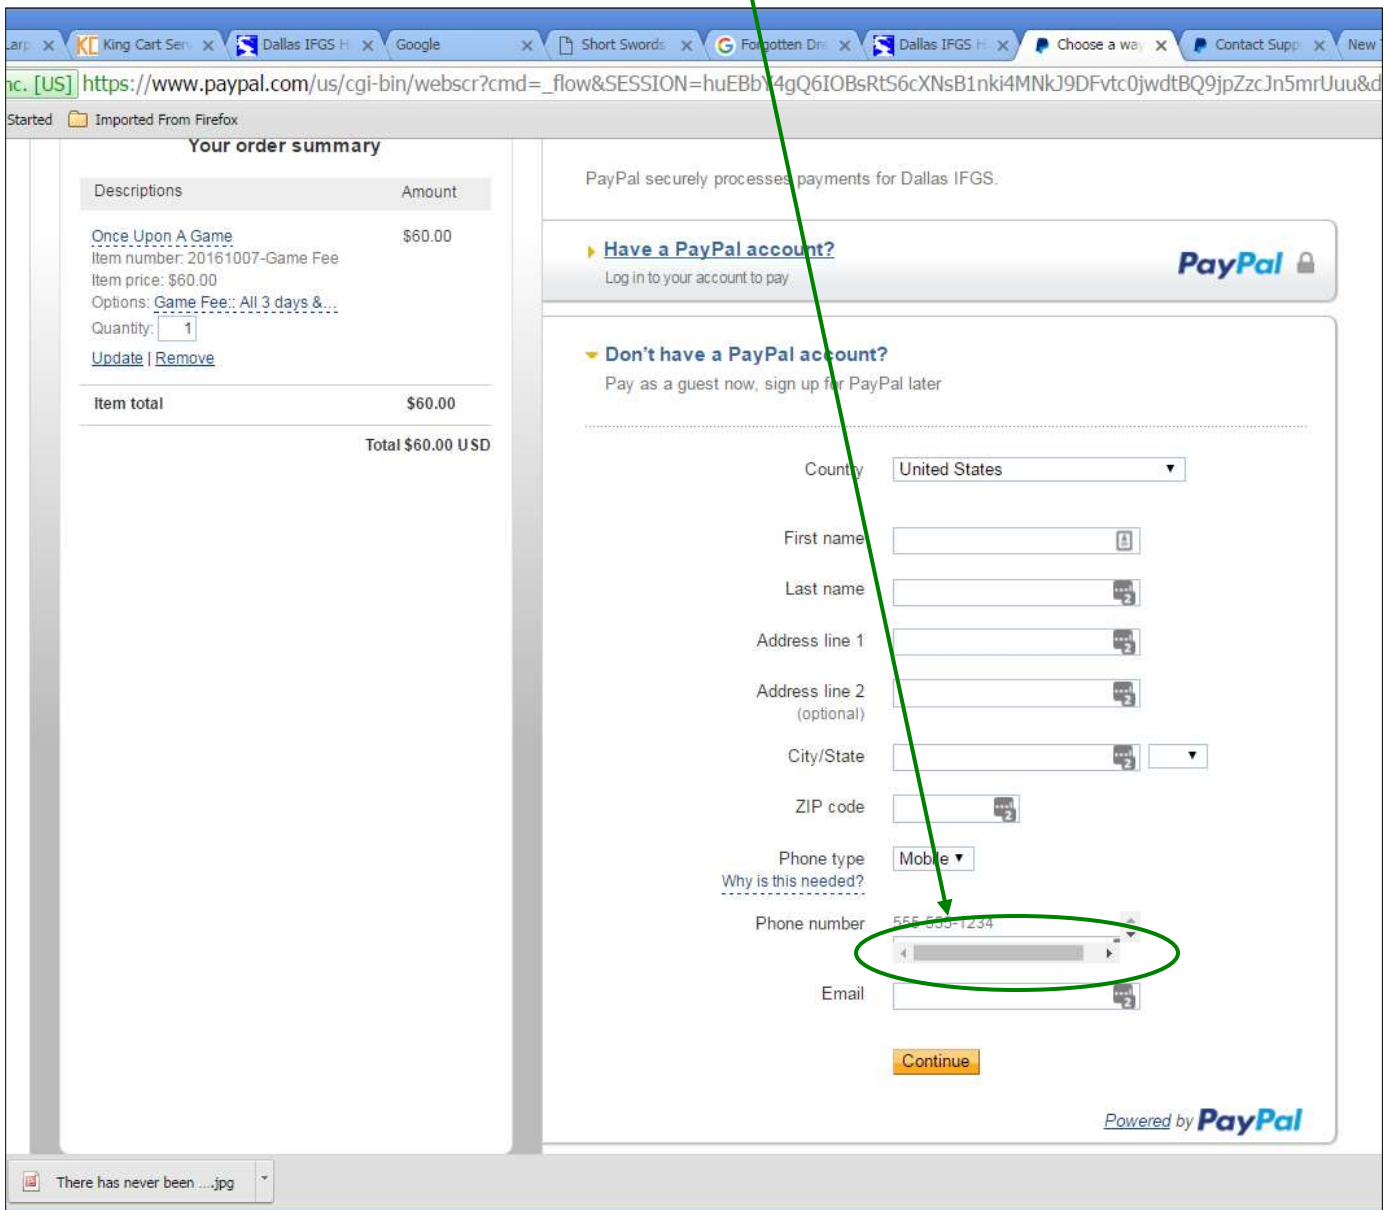 Larp
King Cart Ser
Dallas IFGS H
Google
Short Swords
Forgotten Dr
Dallas IFGS H
Choose a way
Contact Supp
New T
nc. [US] https://www.paypal.com/us/cgi-bin/webscr?cmd=_flow&SESSION=huEBbY4gQ6IOBsRtS6cXNsB1nki4MNkJ9DFvtc0jwdtBQ9jpZzcJn5mrUuu&d
Started Imported From Firefox
Your order summary
Descriptions Amount
Once Upon A Game $60.00
Item number: 20161007-Game Fee
Item price: $60.00
Options: Game Fee:: All 3 days &...
Quantity: 1
Update | Remove
Item total $60.00
Total $60.00 USD
PayPal securely processes payments for Dallas IFGS.
Have a PayPal account?
Log in to your account to pay
PayPal
Don't have a PayPal account?
Pay as a guest now, sign up for PayPal later
Country United States
First name
Last name
Address line 1
Address line 2
(optional)
City/State
ZIP code
Phone type Mobile
Why is this needed?
Phone number 555-555-1234
Email
Continue
Powered by PayPal
There has never been ....jpg